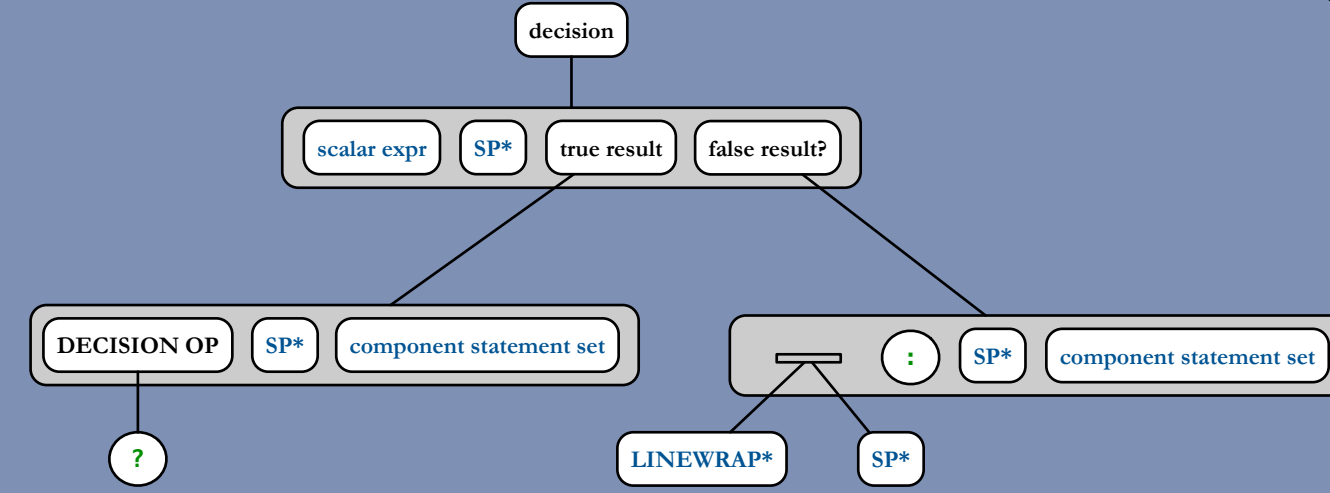 decision
scalar expr SP* true result false result?
DECISION OP SP* component statement set
: SP* component statement set
?
LINEWRAP* SP*